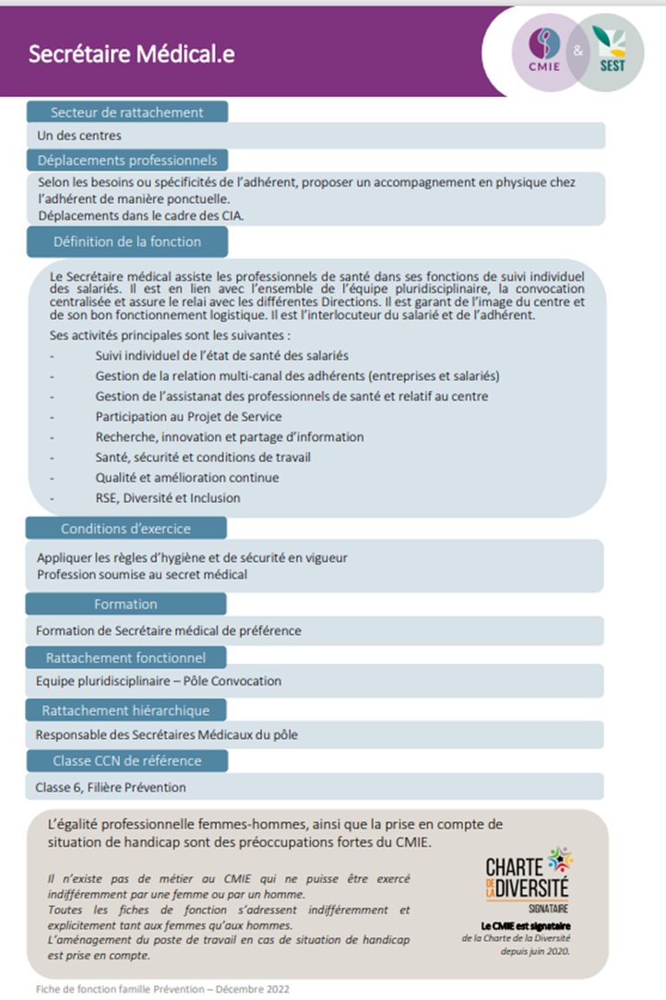 Secrétaire Médical.e
CMIE
&
SEST
Secteur de rattachement
Un des centres
Déplacements professionnels
Selon les besoins ou spécificités de l'adhérent, proposer un accompagnement en physique chez
l'adhérent de manière ponctuelle.
Déplacements dans le cadre des CIA.
Définition de la fonction
Le Secrétaire médical assiste les professionnels de santé dans ses fonctions de suivi individuel
des salariés. Il est en lien avec l'ensemble de l'équipe pluridisciplinaire, la convocation
centralisée et assure le relai avec les différentes Directions. Il est garant de l'image du centre et
de son bon fonctionnement logistique. Il est l'interlocuteur du salarié et de l'adhérent.
Ses activités principales sont les suivantes :
- Suivi individuel de l'état de santé des salariés
- Gestion de la relation multi-canal des adhérents (entreprises et salariés)
- Gestion de l'assistanat des professionnels de santé et relatif au centre
- Participation au Projet de Service
- Recherche, innovation et partage d'information
- Santé, sécurité et conditions de travail
- Qualité et amélioration continue
- RSE, Diversité et Inclusion
Conditions d'exercice
Appliquer les règles d'hygiène et de sécurité en vigueur
Profession soumise au secret médical
Formation
Formation de Secrétaire médical de préférence
Rattachement fonctionnel
Equipe pluridisciplinaire – Pôle Convocation
Rattachement hiérarchique
Responsable des Secrétaires Médicaux du pôle
Classe CCN de référence
Classe 6, Filière Prévention
L'égalité professionnelle femmes-hommes, ainsi que la prise en compte de
situation de handicap sont des préoccupations fortes du CMIE.
Il n'existe pas de métier au CMIE qui ne puisse être exercé
indifféremment par une femme ou par un homme.
Toutes les fiches de fonction s'adressent indifféremment et
explicitement tant aux femmes qu'aux hommes.
L'aménagement du poste de travail en cas de situation de handicap
est prise en compte.
CHARTE
DE LA DIVERSITÉ
SIGNATAIRE
Le CMIE est signataire
de la Charte de la Diversité
depuis juin 2020.
Fiche de fonction famille Prévention – Décembre 2022